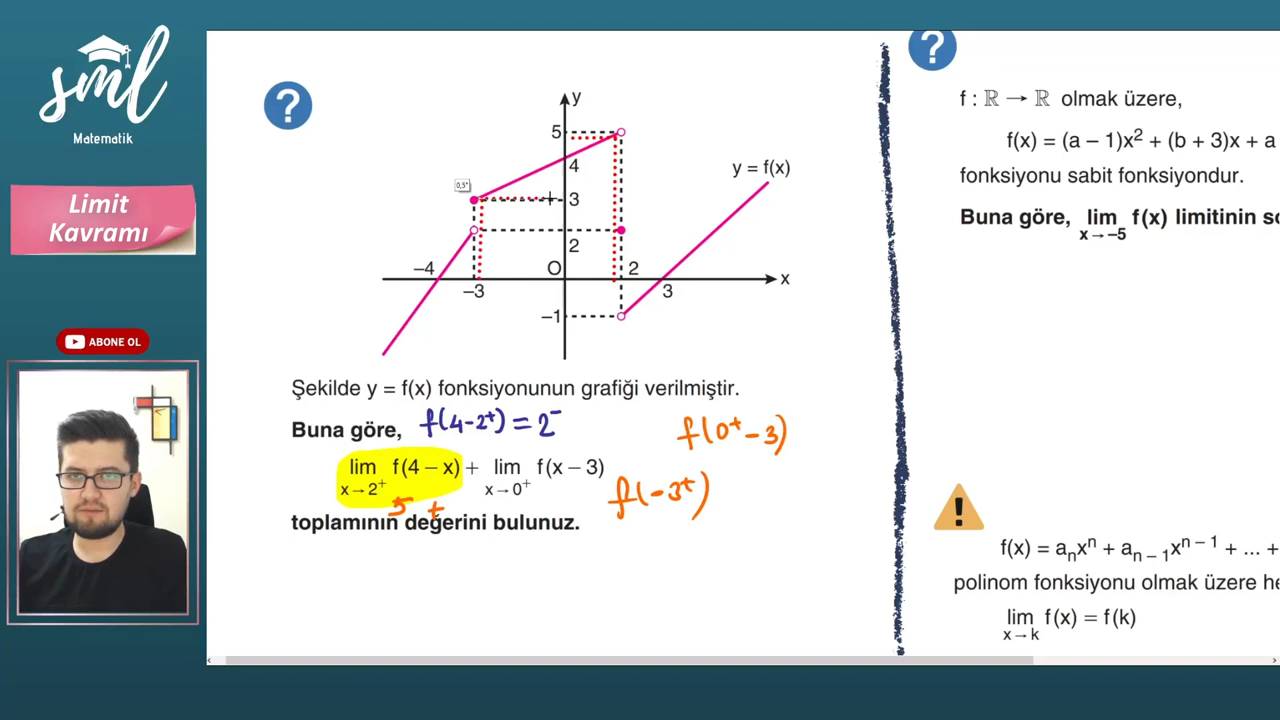 sml
Matematik
Limit
Kavramı
ABONE OL
?
y
5
4
3
2
0,5°
y = f(x)
–4
O
2
x
–3
3
–1
Şekilde y = f(x) fonksiyonunun grafiği verilmiştir.
Buna göre, f(4-2⁺) = 2⁻
f(0⁺-3)
lim f(4 – x) + lim f(x – 3)
x→2⁺ x→0⁺
f(-3⁺)
5 +
toplamının değerini bulunuz.
?
f : ℝ → ℝ olmak üzere,
f(x) = (a – 1)x² + (b + 3)x + a
fonksiyonu sabit fonksiyondur.
Buna göre, lim f(x) limitinin
x→–5
!
f(x) = aₙxⁿ + aₙ₋₁xⁿ⁻¹ + ... +
polinom fonksiyonu olmak üzere
lim f(x) = f(k)
x→k